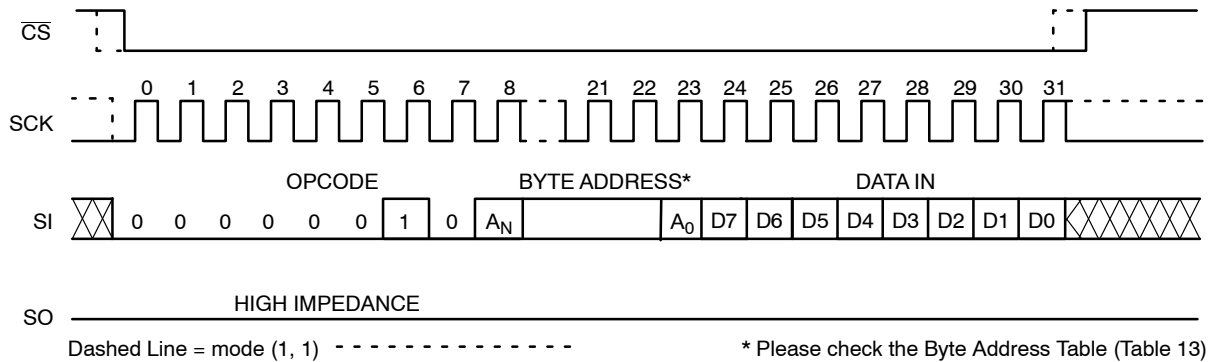 CS
0 1 2 3 4 5 6 7 8 21 22 23 24 25 26 27 28 29 30 31
SCK
OPCODE BYTE ADDRESS* DATA IN
SI 0 0 0 0 0 0 1 0 AN A0 D7 D6 D5 D4 D3 D2 D1 D0
HIGH IMPEDANCE
SO
Dashed Line = mode (1, 1) * Please check the Byte Address Table (Table 13)